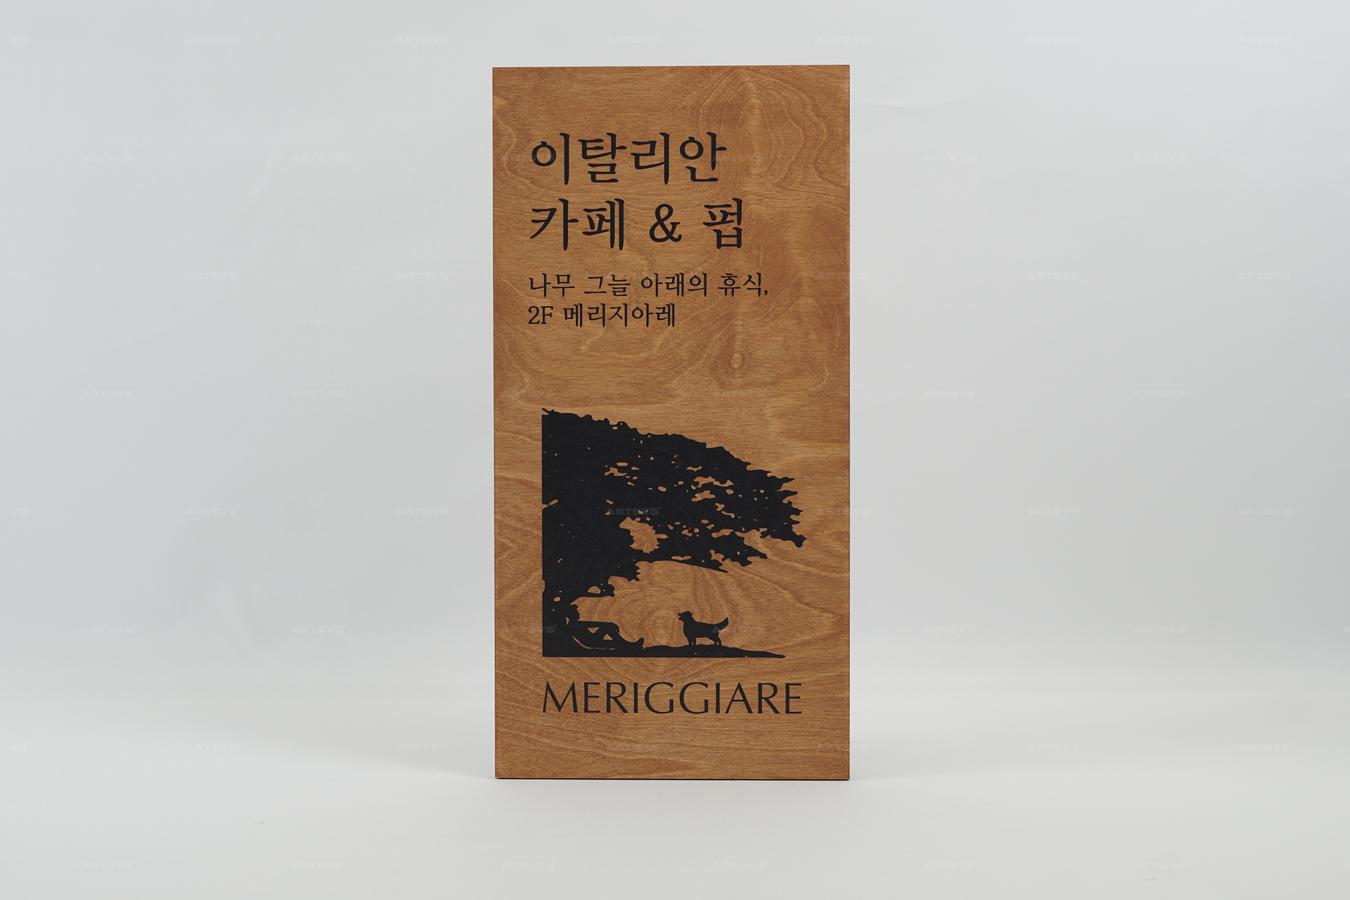 이탈리안
카페 & 펍
나무 그늘 아래의 휴식,
2F 메리지아레
MERIGGIARE